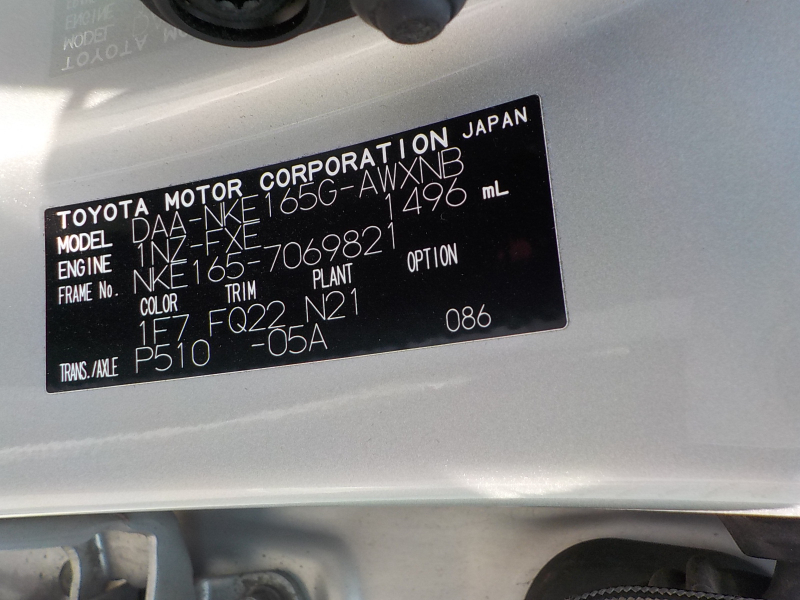 TOYOTA MOTOR CORPORATION JAPAN
MODEL DAA-NKE165G-AWXNB
ENGINE 1NZ-FXE 1496 mL
FRAME No. NKE165-7069821
COLOR TRIM PLANT OPTION
1F7 FQ22 N21
TRANS./AXLE P510 -05A 086